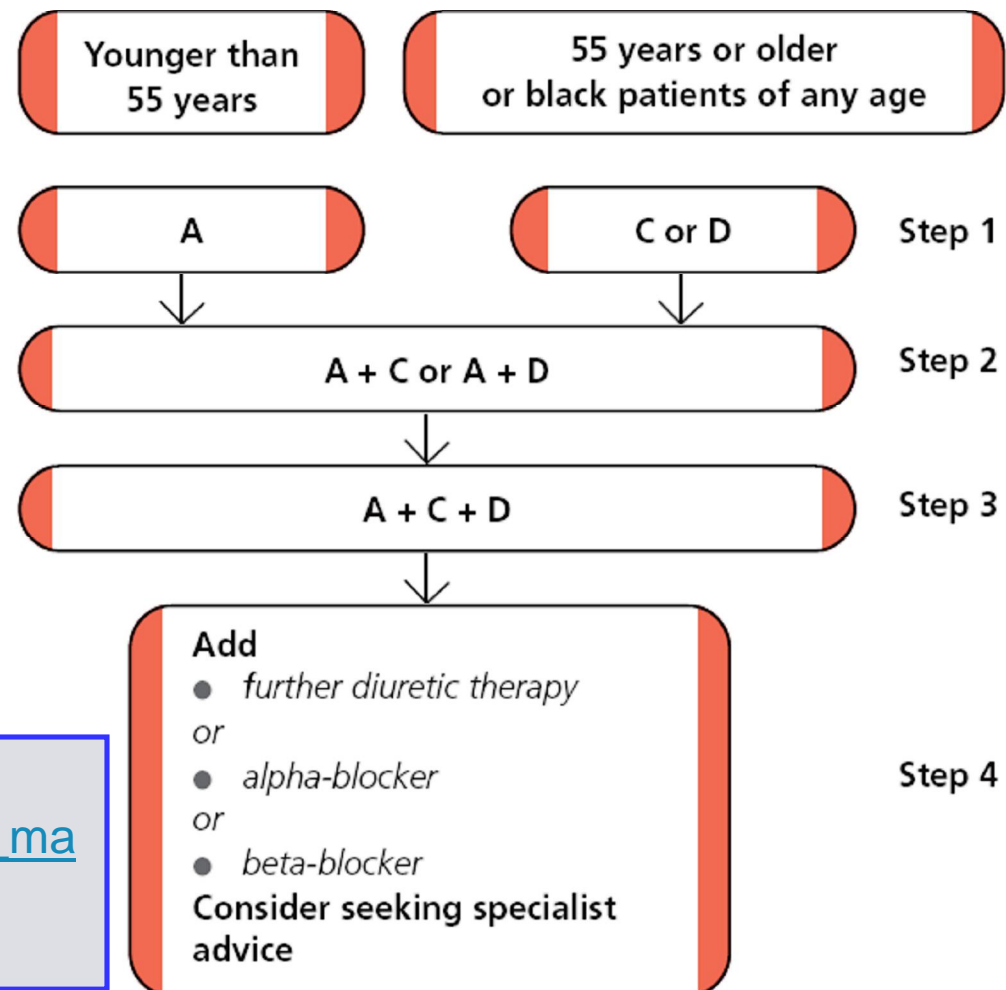 Younger than
55 years
55 years or older
or black patients of any age
A
C or D
Step 1
A + C or A + D
Step 2
A + C + D
Step 3
Add
● further diuretic therapy
or
● alpha-blocker
or
● beta-blocker
Consider seeking specialist
advice
Step 4
_ma